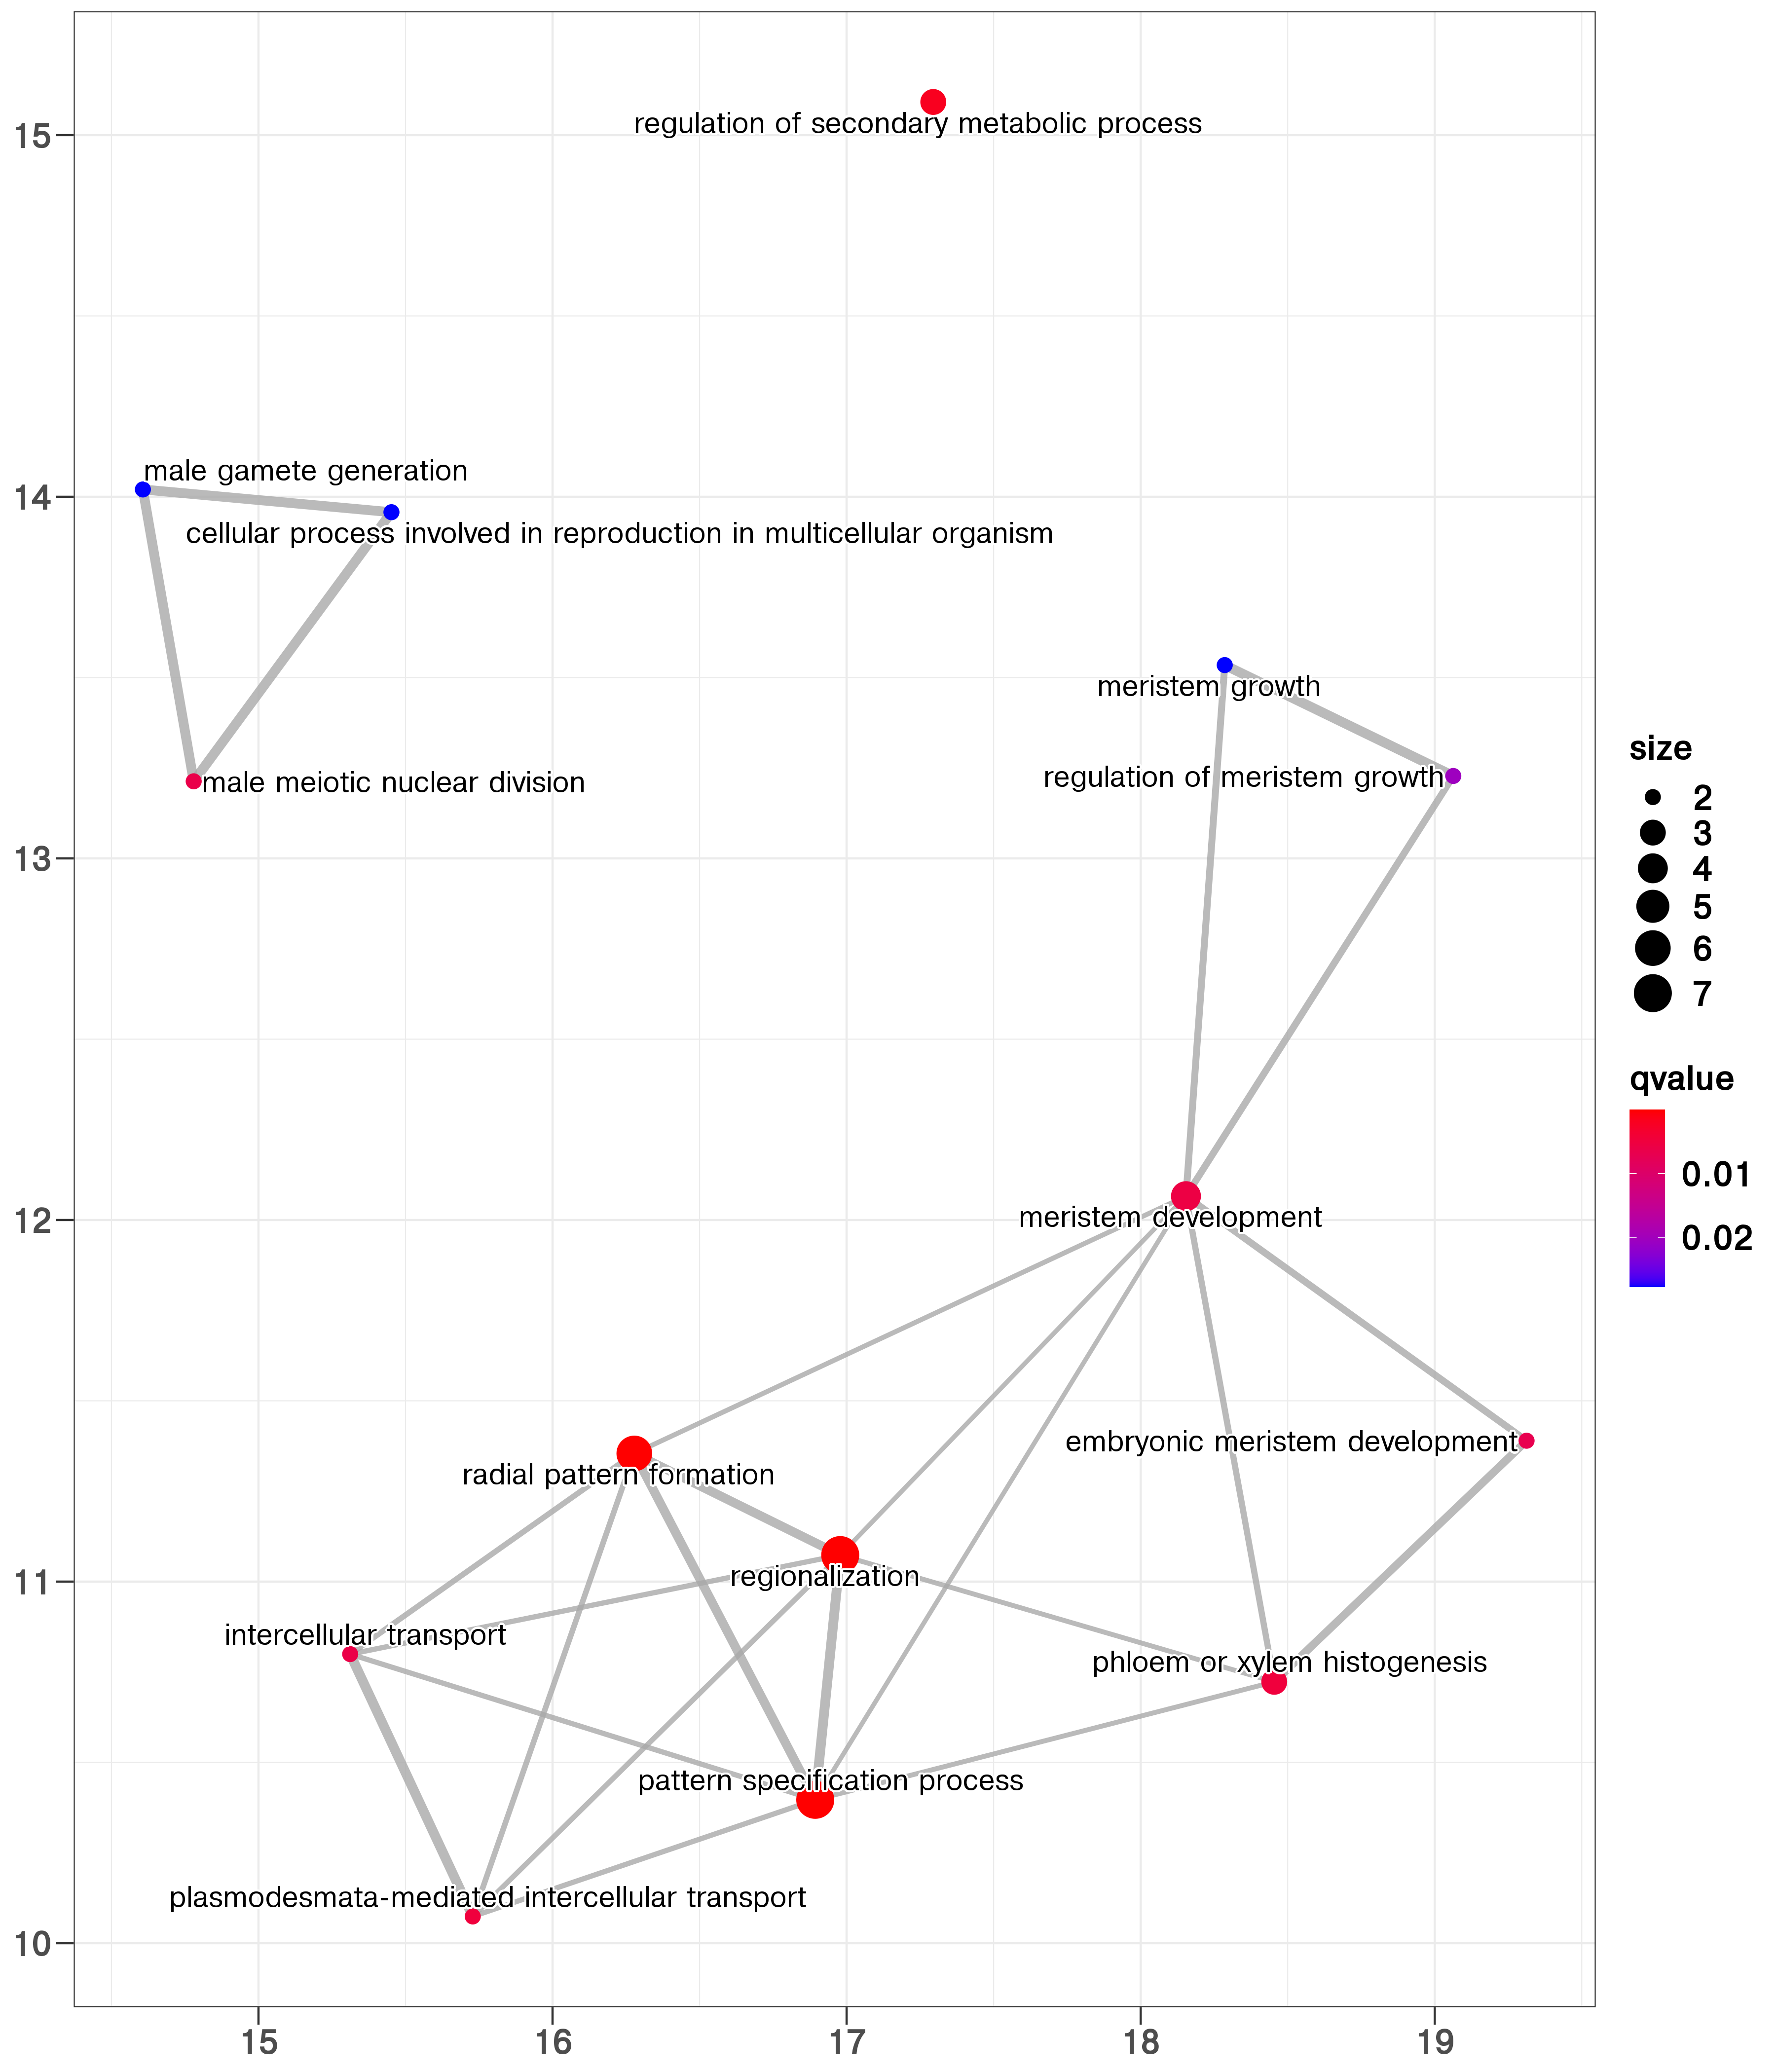 regulation of secondary metabolic process
15
male gamete generation
14
cellular process involved in reproduction in multicellular organism
meristem growth
regulation of meristem growth
male meiotic nuclear division
13
meristem development
12
embryonic meristem development
radial pattern formation
regionalization
11
intercellular transport
phloem or xylem histogenesis
pattern specification process
plasmodesmata-mediated intercellular transport
10
15 16 17 18 19
size
2
3
4
5
6
7
qvalue
0.01
0.02